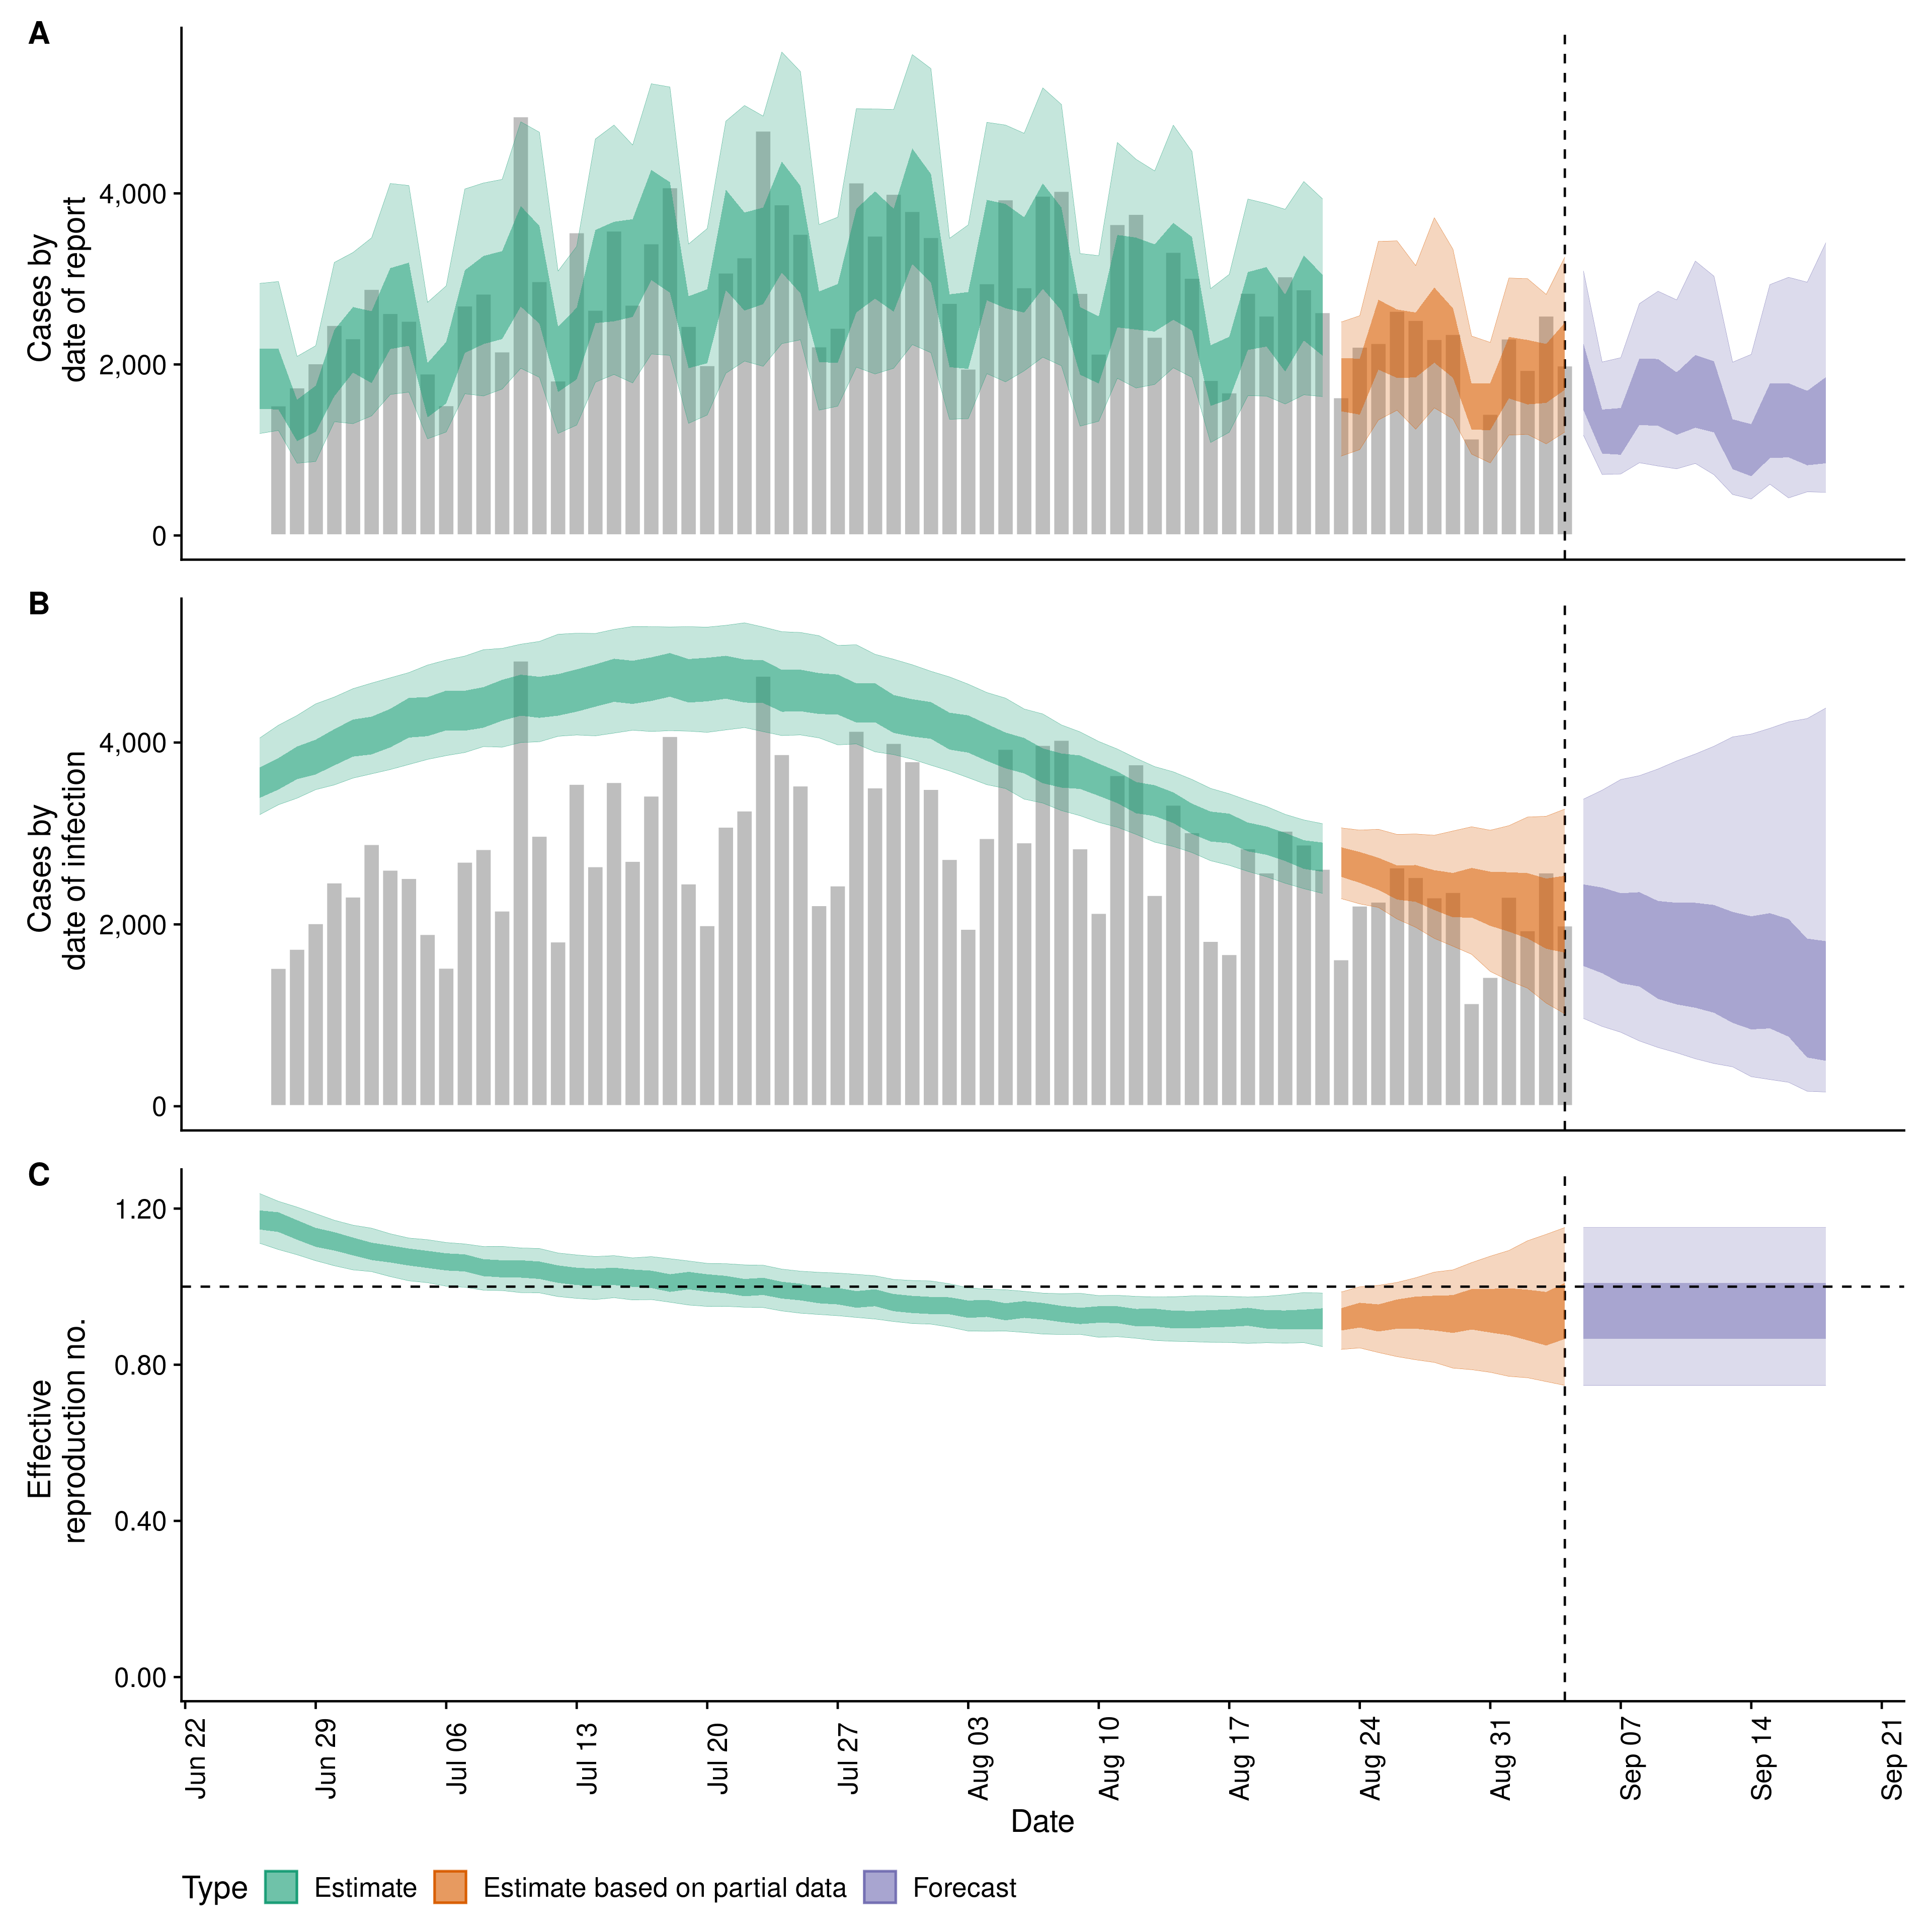 A
Cases by
date of report
4,000
2,000
0
B
Cases by
date of infection
4,000
2,000
0
C
Effective
reproduction no.
1.20
0.80
0.40
0.00
Jun 22
Jun 29
Jul 06
Jul 13
Jul 20
Jul 27
Aug 03
Aug 10
Aug 17
Aug 24
Aug 31
Sep 07
Sep 14
Sep 21
Date
Type Estimate Estimate based on partial data Forecast